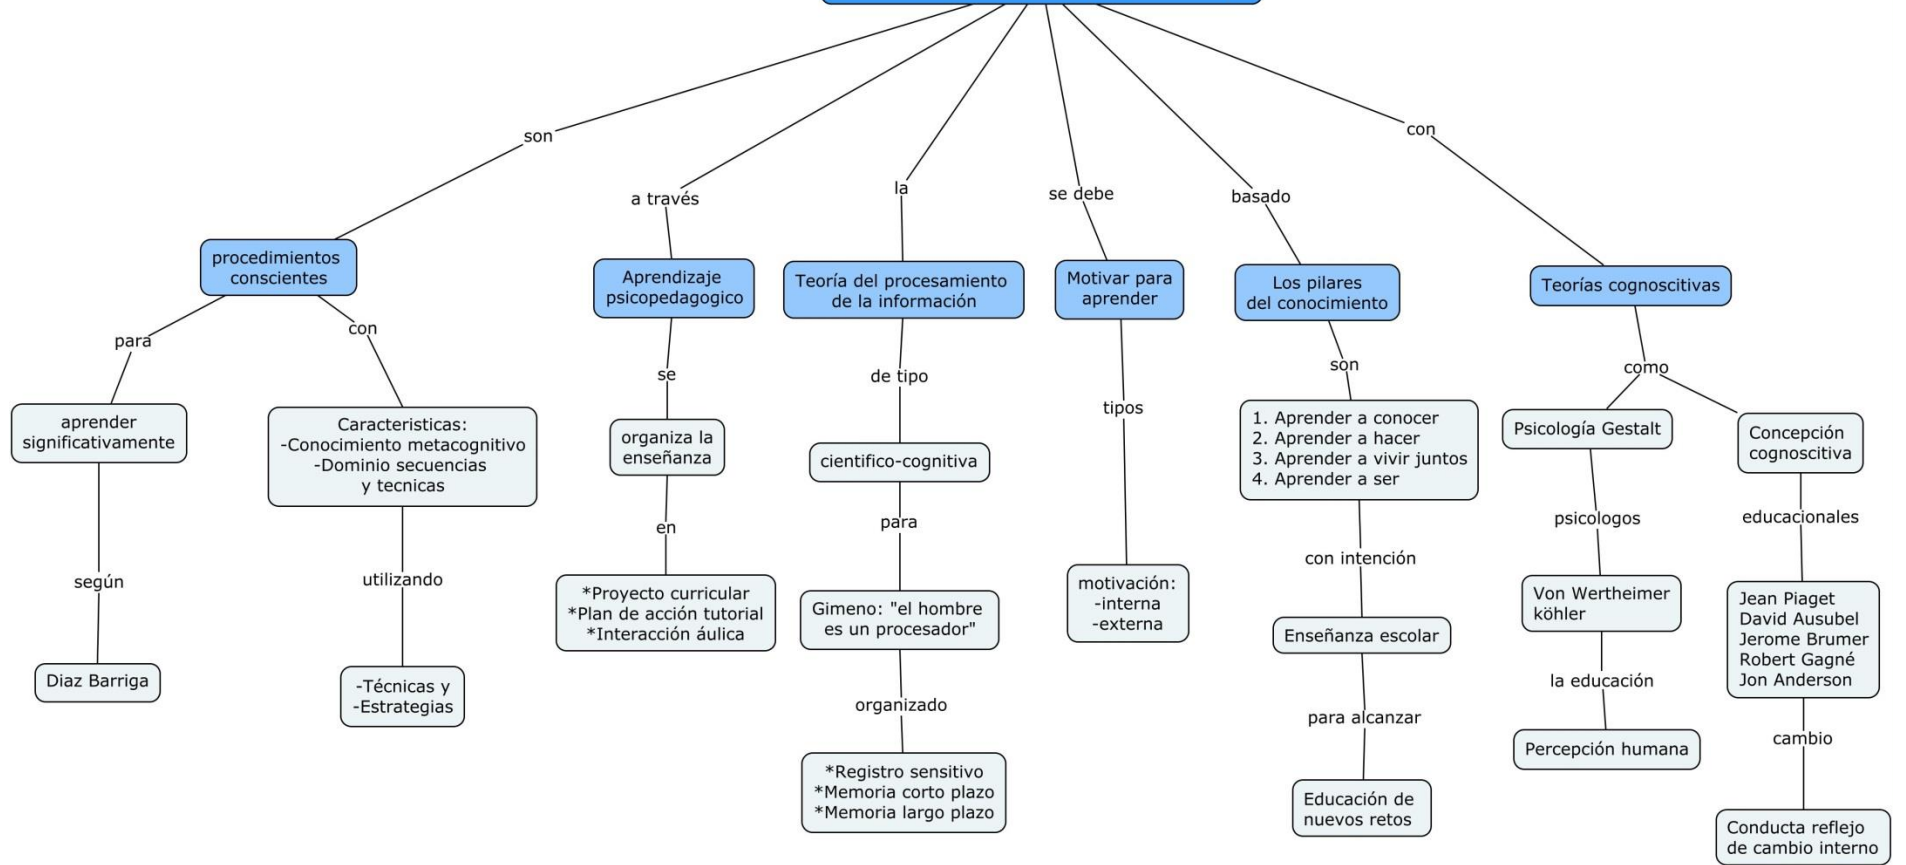 son
a través
la
se debe
basado
con
procedimientos
conscientes
Aprendizaje
psicopedagogico
Teoría del procesamiento
de la información
Motivar para
aprender
Los pilares
del conocimiento
Teorías cognoscitivas
para
con
se
de tipo
tipos
son
como
aprender
significativamente
Caracteristicas:
-Conocimiento metacognitivo
-Dominio secuencias
y tecnicas
organiza la
enseñanza
cientifico-cognitiva
1. Aprender a conocer
2. Aprender a hacer
3. Aprender a vivir juntos
4. Aprender a ser
Psicología Gestalt
Concepción
cognoscitiva
según
utilizando
en
para
con intención
psicologos
educacionales
Diaz Barriga
-Técnicas y
-Estrategias
*Proyecto curricular
*Plan de acción tutorial
*Interacción áulica
Gimeno: "el hombre
es un procesador"
motivación:
-interna
-externa
Enseñanza escolar
Von Wertheimer
köhler
Jean Piaget
David Ausubel
Jerome Brumer
Robert Gagné
Jon Anderson
organizado
para alcanzar
la educación
cambio
*Registro sensitivo
*Memoria corto plazo
*Memoria largo plazo
Educación de
nuevos retos
Percepción humana
Conducta reflejo
de cambio interno